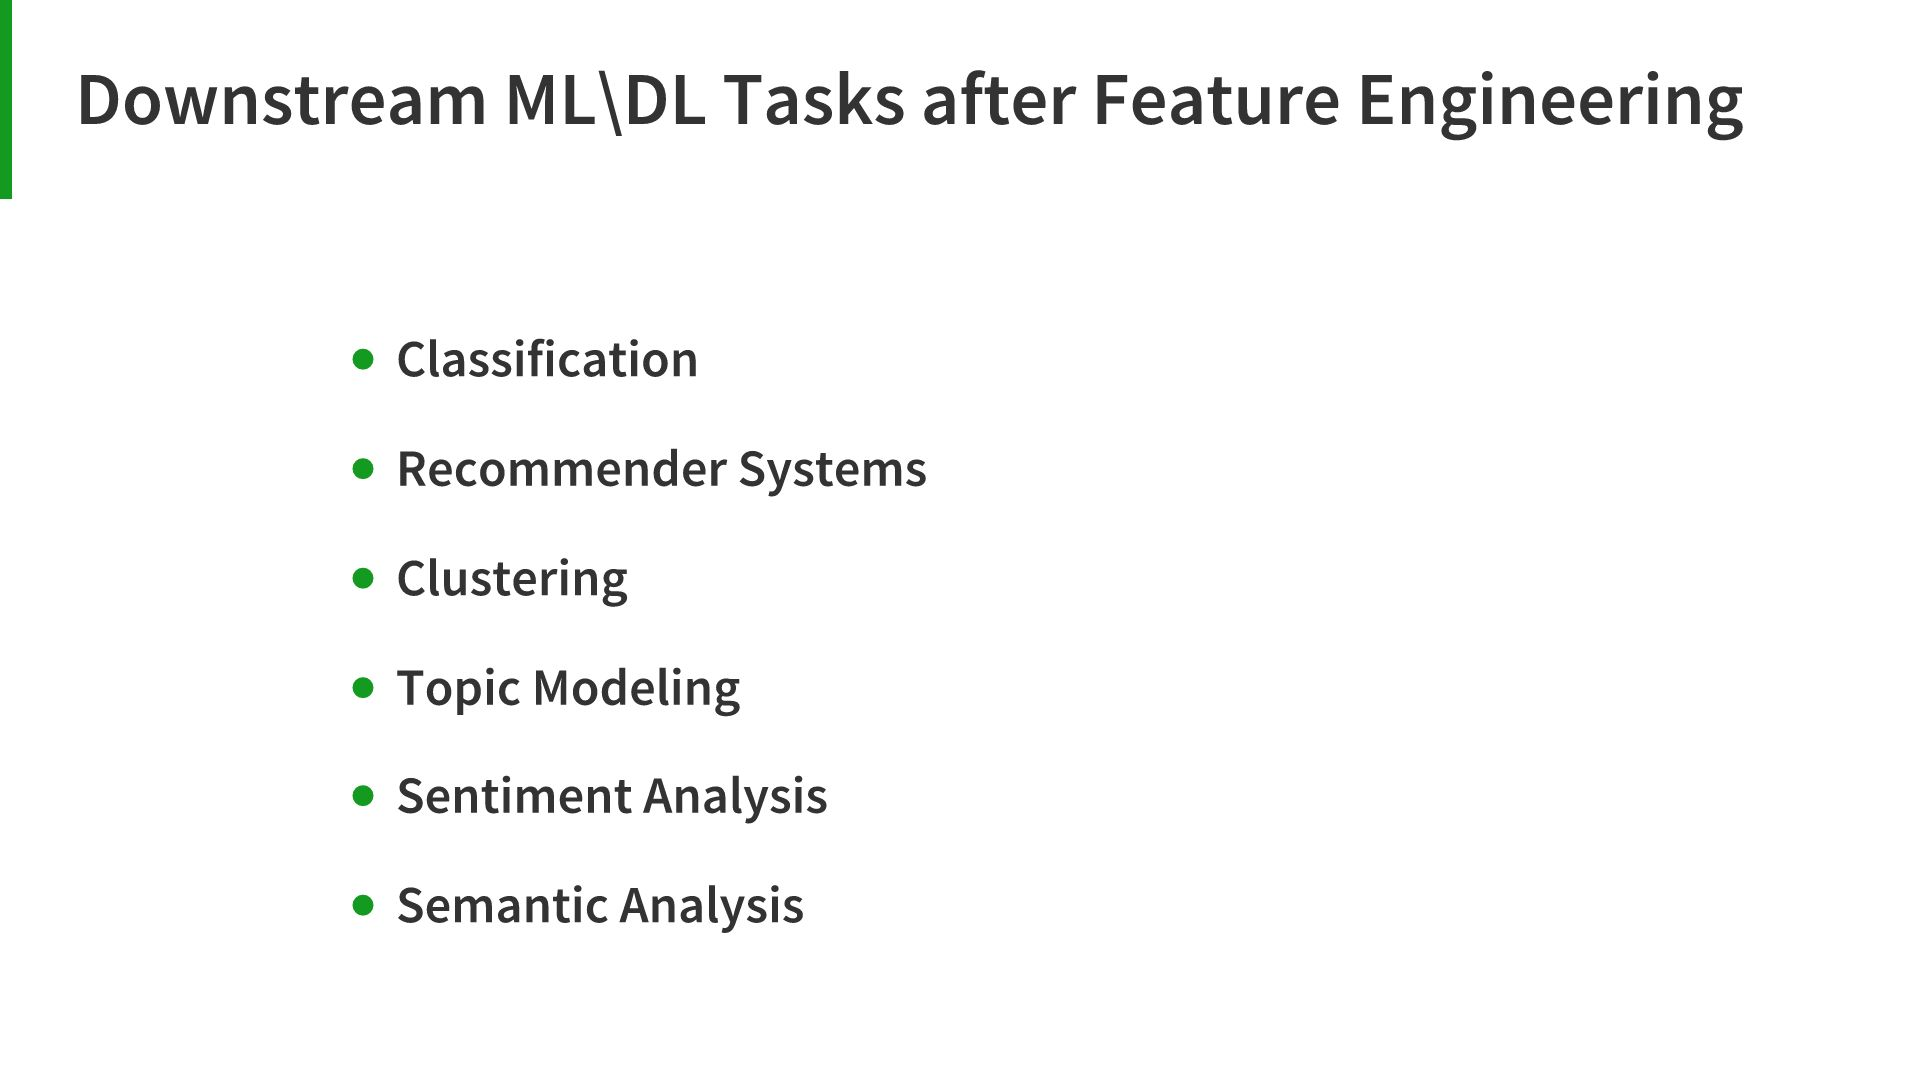 Downstream ML\DL Tasks after Feature Engineering
• Classification
• Recommender Systems
• Clustering
• Topic Modeling
• Sentiment Analysis
• Semantic Analysis